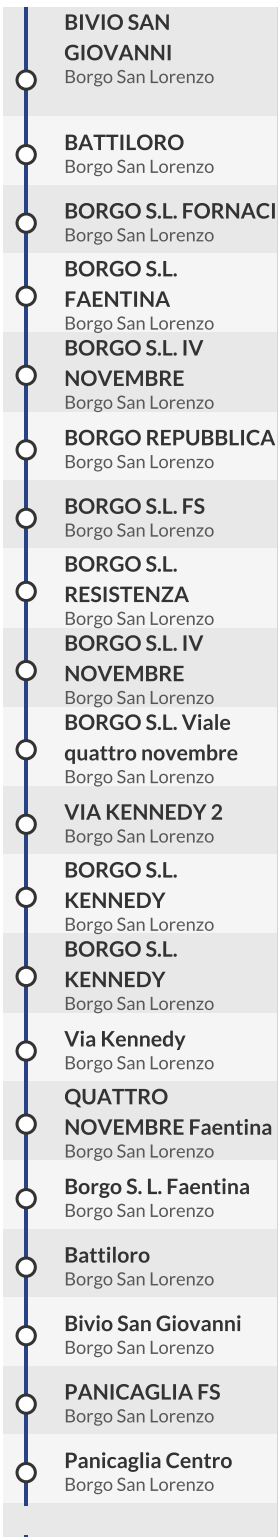 BIVIO SAN
GIOVANNI
Borgo San Lorenzo
BATTILORO
Borgo San Lorenzo
BORGO S.L. FORNACI
Borgo San Lorenzo
BORGO S.L.
FAENTINA
Borgo San Lorenzo
BORGO S.L. IV
NOVEMBRE
Borgo San Lorenzo
BORGO REPUBBLICA
Borgo San Lorenzo
BORGO S.L. FS
Borgo San Lorenzo
BORGO S.L.
RESISTENZA
Borgo San Lorenzo
BORGO S.L. IV
NOVEMBRE
Borgo San Lorenzo
BORGO S.L. Viale
quattro novembre
Borgo San Lorenzo
VIA KENNEDY 2
Borgo San Lorenzo
BORGO S.L.
KENNEDY
Borgo San Lorenzo
BORGO S.L.
KENNEDY
Borgo San Lorenzo
Via Kennedy
Borgo San Lorenzo
QUATTRO
NOVEMBRE Faentina
Borgo San Lorenzo
Borgo S. L. Faentina
Borgo San Lorenzo
Battiloro
Borgo San Lorenzo
Bivio San Giovanni
Borgo San Lorenzo
PANICAGLIA FS
Borgo San Lorenzo
Panicaglia Centro
Borgo San Lorenzo